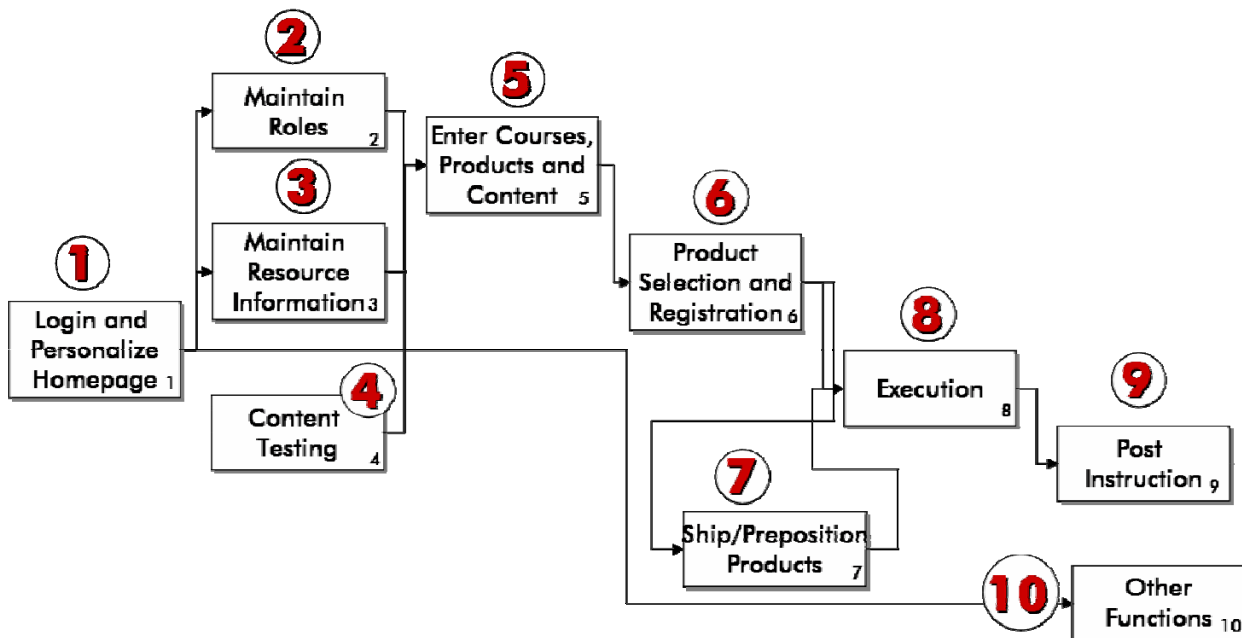 1
Login and
Personalize
Homepage 1
2
Maintain
Roles
2
3
Maintain
Resource
Information 3
4
Content
Testing
4
5
Enter Courses,
Products and
Content 5
6
Product
Selection and
Registration 6
7
Ship/Preposition
Products 7
8
Execution
8
9
Post
Instruction 9
10
Other
Functions 10